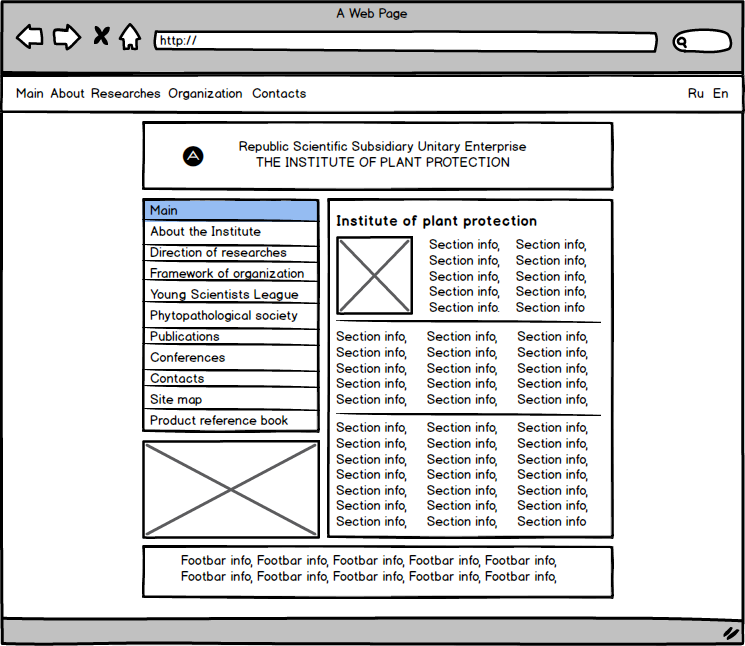 A Web Page
http://
Main About Researches Organization Contacts Ru En
A
Republic Scientific Subsidiary Unitary Enterprise
THE INSTITUTE OF PLANT PROTECTION
Main
About the Institute
Direction of researches
Framework of organization
Young Scientists League
Phytopathological society
Publications
Conferences
Contacts
Site map
Product reference book
Institute of plant protection
Section info, Section info,
Section info, Section info,
Section info, Section info,
Section info, Section info,
Section info. Section info
Section info, Section info, Section info,
Section info, Section info, Section info,
Section info, Section info, Section info,
Section info, Section info, Section info,
Section info, Section info, Section info,
Section info, Section info, Section info,
Section info, Section info, Section info,
Section info, Section info, Section info,
Section info, Section info, Section info,
Section info, Section info, Section info,
Section info, Section info, Section info,
Section info, Section info, Section info
Footbar info, Footbar info, Footbar info, Footbar info, Footbar info,
Footbar info, Footbar info, Footbar info, Footbar info, Footbar info,